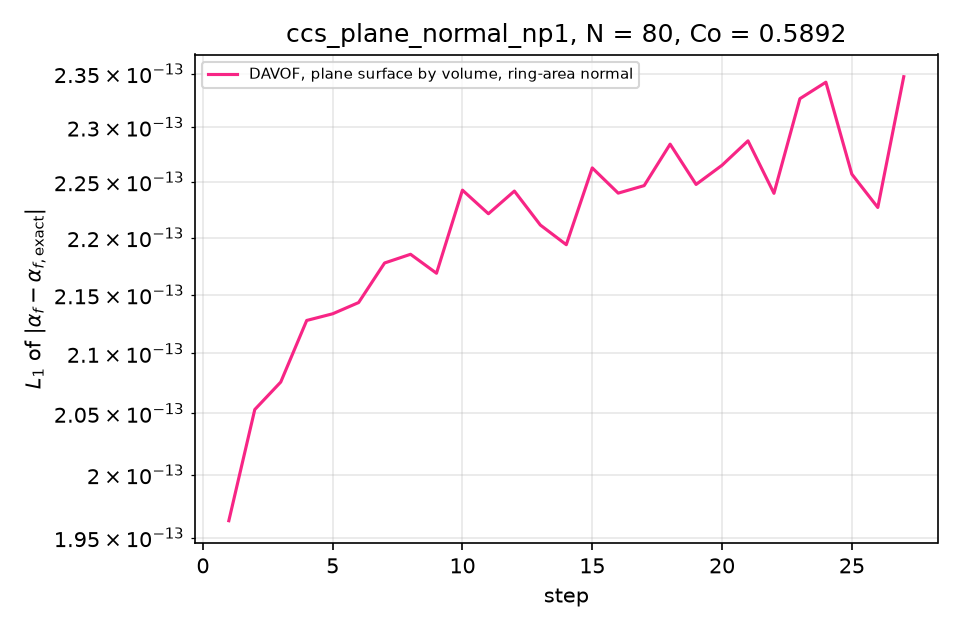 ccs_plane_normal_np1, N = 80, Co = 0.5892
DAVOF, plane surface by volume, ring-area normal
L₁ of |α_f − α_{f,exact}|
2.35 × 10⁻¹³
2.3 × 10⁻¹³
2.25 × 10⁻¹³
2.2 × 10⁻¹³
2.15 × 10⁻¹³
2.1 × 10⁻¹³
2.05 × 10⁻¹³
2 × 10⁻¹³
1.95 × 10⁻¹³
0 5 10 15 20 25
step